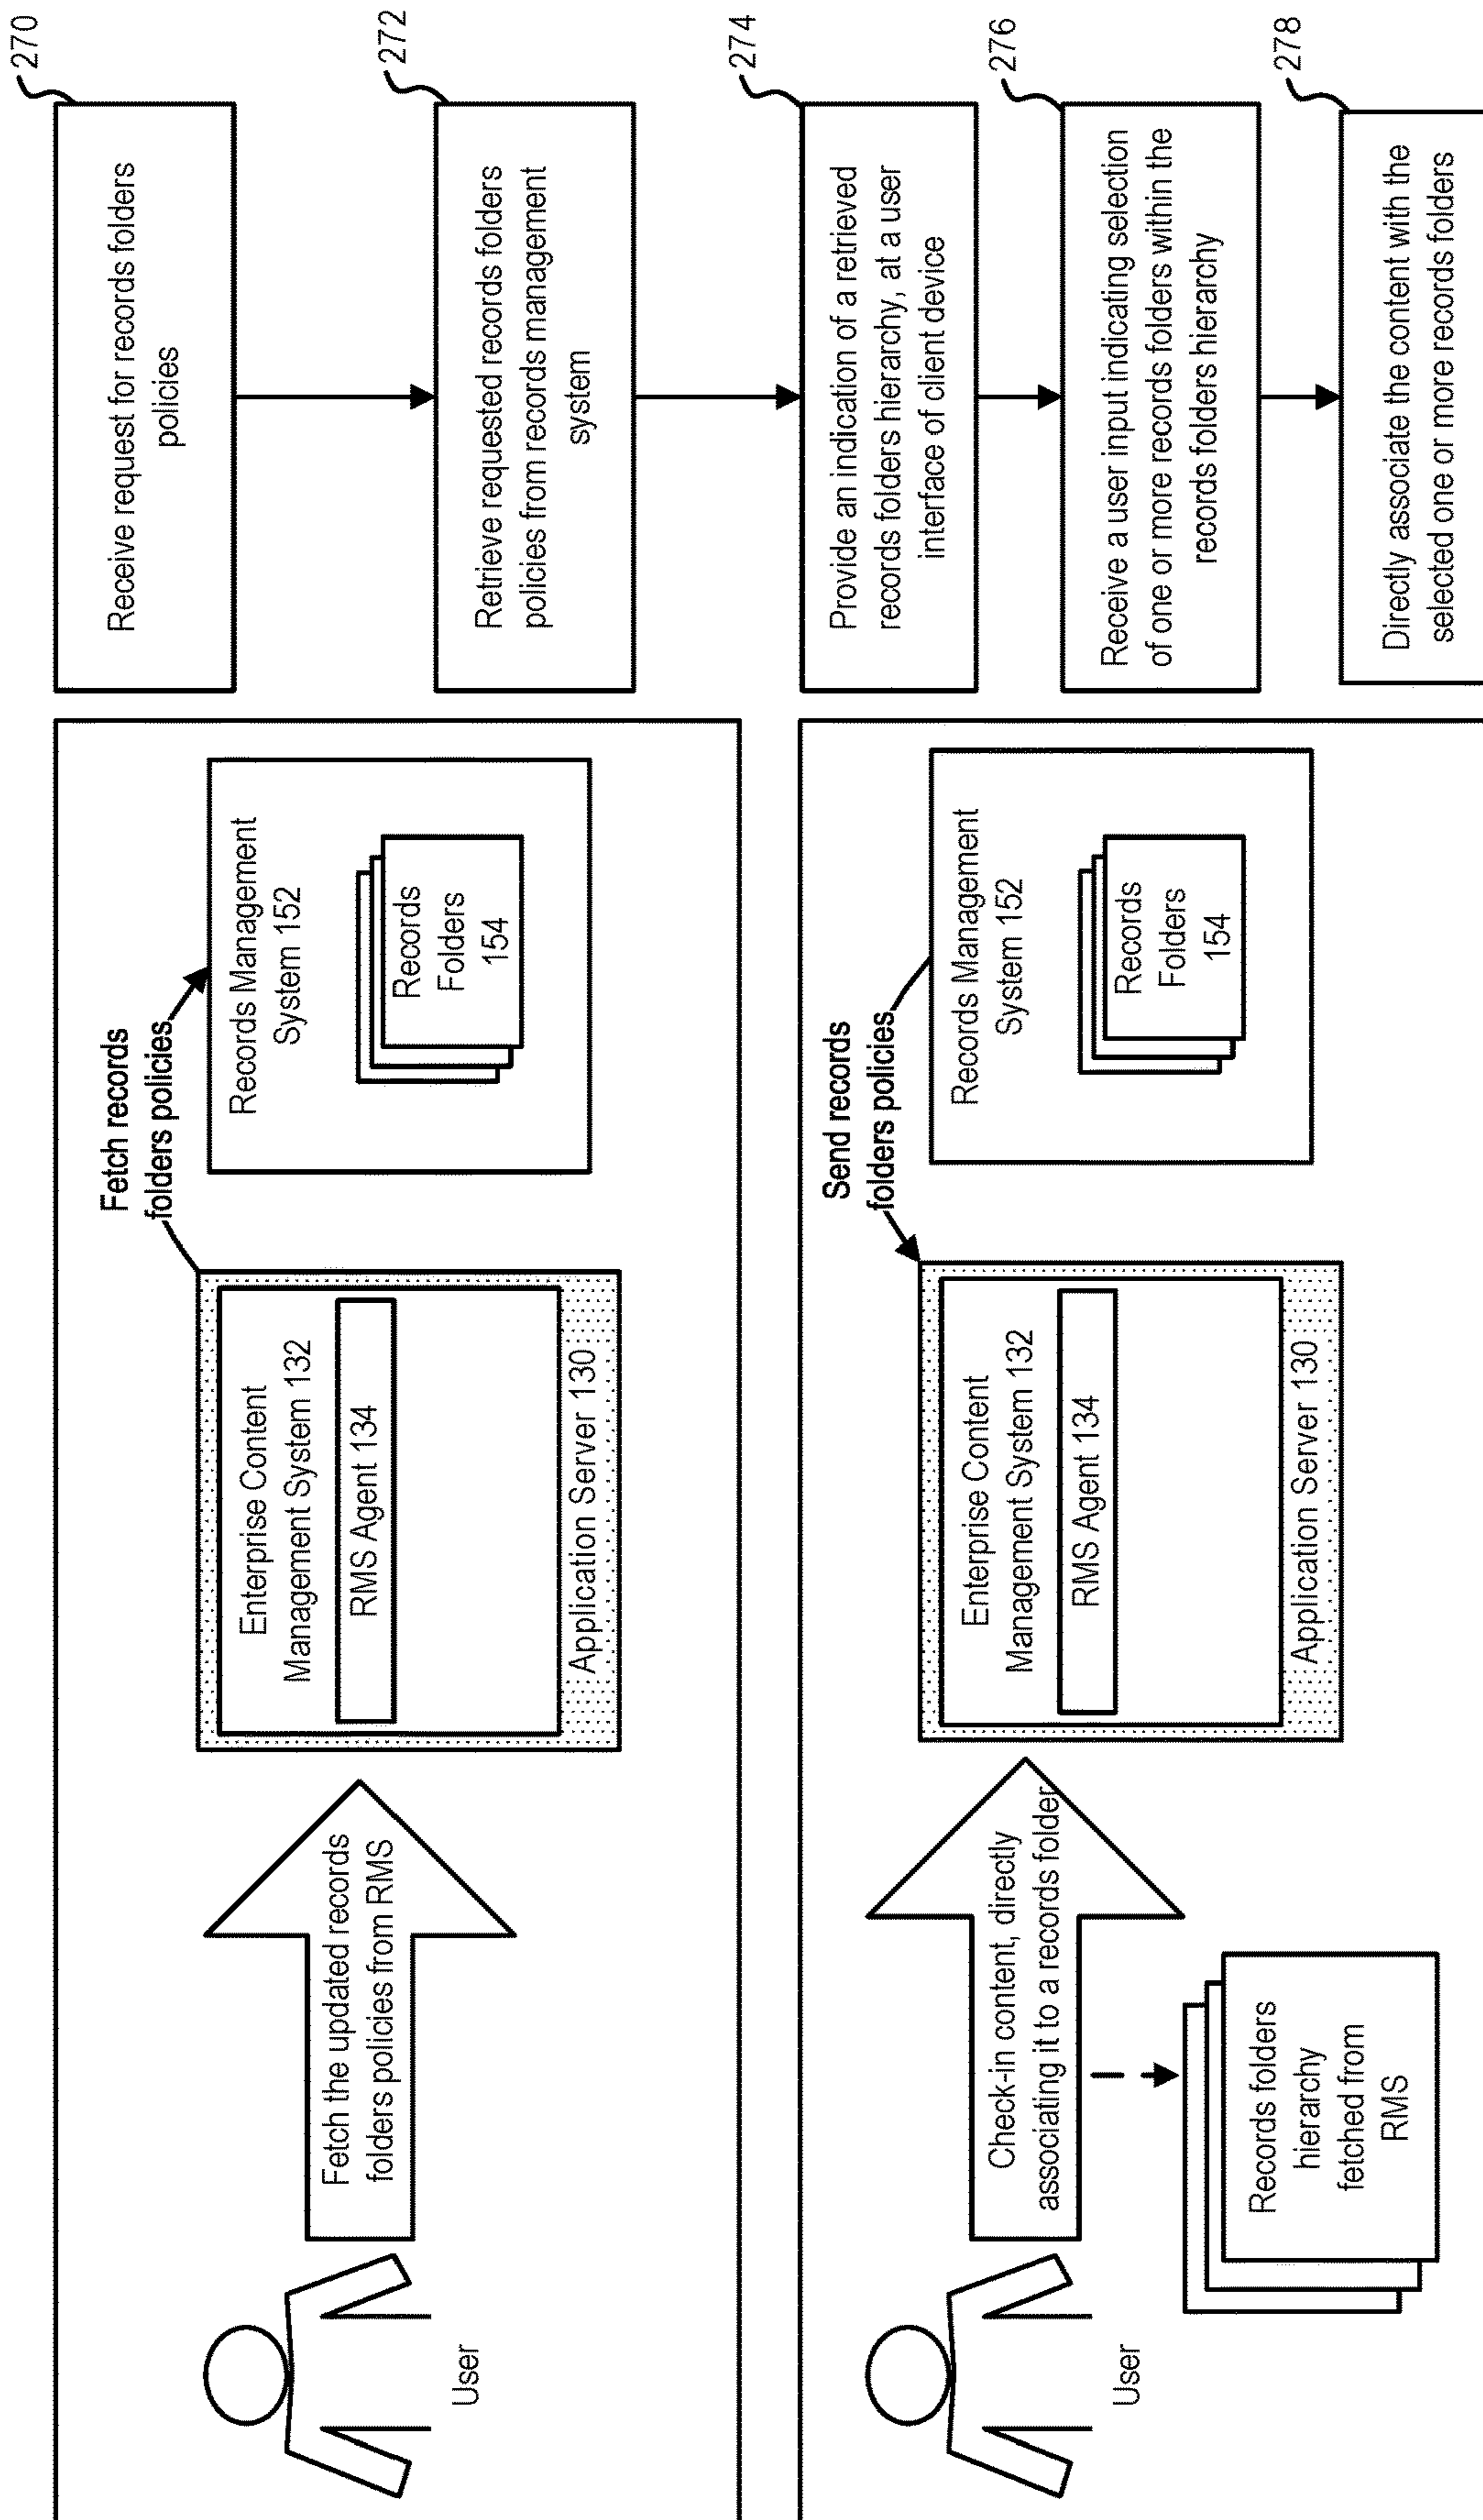 User
Fetch the updated records
folders policies from RMS
Enterprise Content
Management System 132
RMS Agent 134
Application Server 130
Fetch records
folders policies
Records Management
System 152
Records
Folders
154
270
Receive request for records folders
policies
272
Retrieve requested records folders
policies from records management
system
User
Check-in content, directly
associating it to a records folder
Records folders
hierarchy
fetched from
RMS
Enterprise Content
Management System 132
RMS Agent 134
Application Server 130
Send records
folders policies
Records Management
System 152
Records
Folders
154
274
Provide an indication of a retrieved
records folders hierarchy, at a user
interface of client device
276
Receive a user input indicating selection
of one or more records folders within the
records folders hierarchy
278
Directly associate the content with the
selected one or more records folders